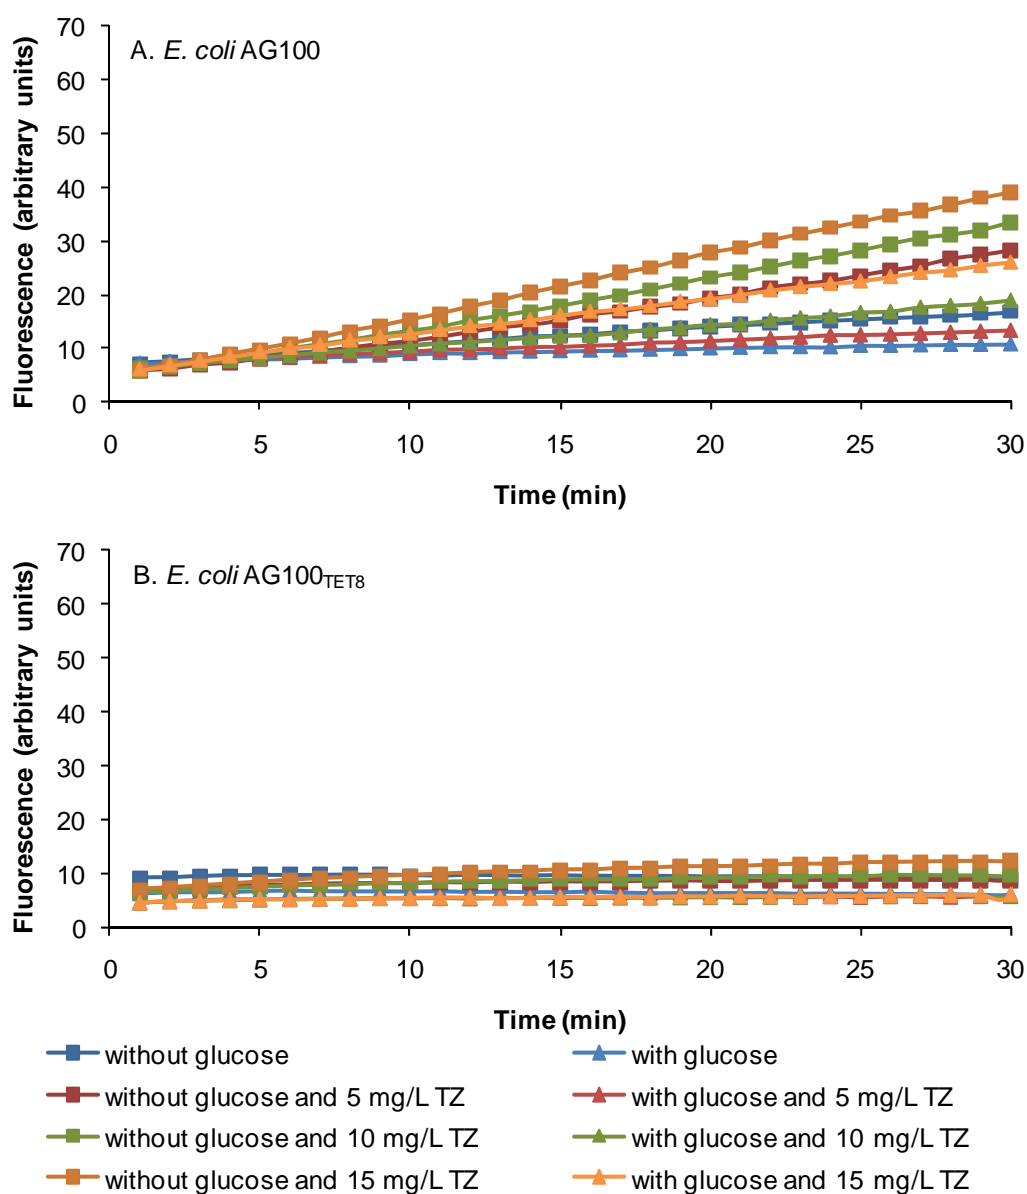 A. E. coli AG100
Fluorescence (arbitrary units)
70
60
50
40
30
20
10
0
0 5 10 15 20 25 30
Time (min)
B. E. coli AG100TET8
Fluorescence (arbitrary units)
70
60
50
40
30
20
10
0
0 5 10 15 20 25 30
Time (min)
without glucose with glucose
without glucose and 5 mg/L TZ with glucose and 5 mg/L TZ
without glucose and 10 mg/L TZ with glucose and 10 mg/L TZ
without glucose and 15 mg/L TZ with glucose and 15 mg/L TZ